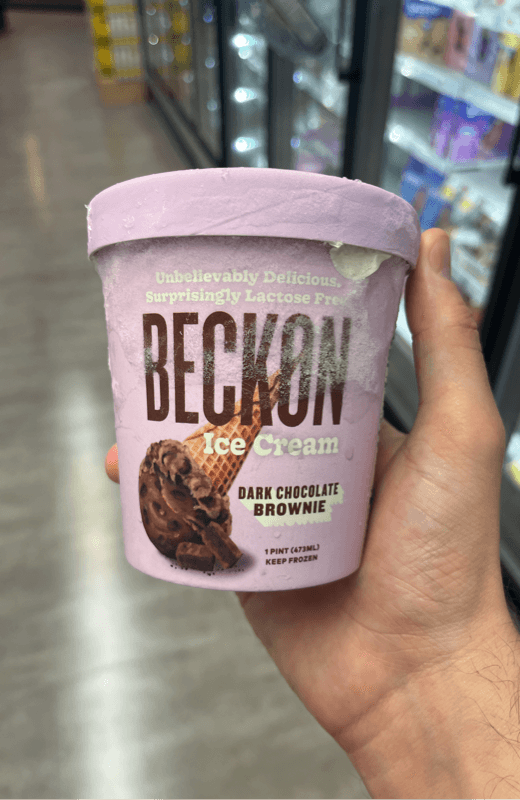 Unbelievably Delicious,
Surprisingly Lactose Free
BECKON
Ice Cream
DARK CHOCOLATE
BROWNIE
1 PINT (473ML)
KEEP FROZEN